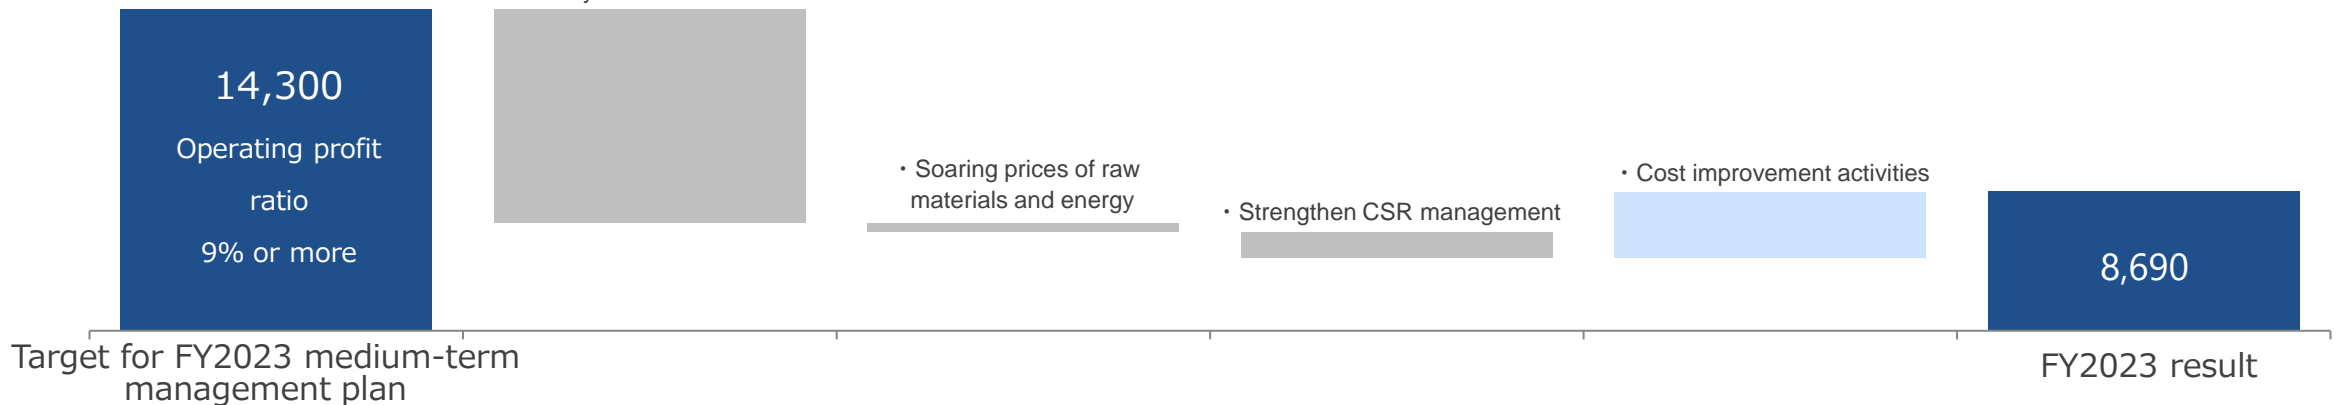 14,300
Operating profit
ratio
9% or more
・Soaring prices of raw
materials and energy
・Strengthen CSR management
・Cost improvement activities
8,690
Target for FY2023 medium-term
management plan
FY2023 result